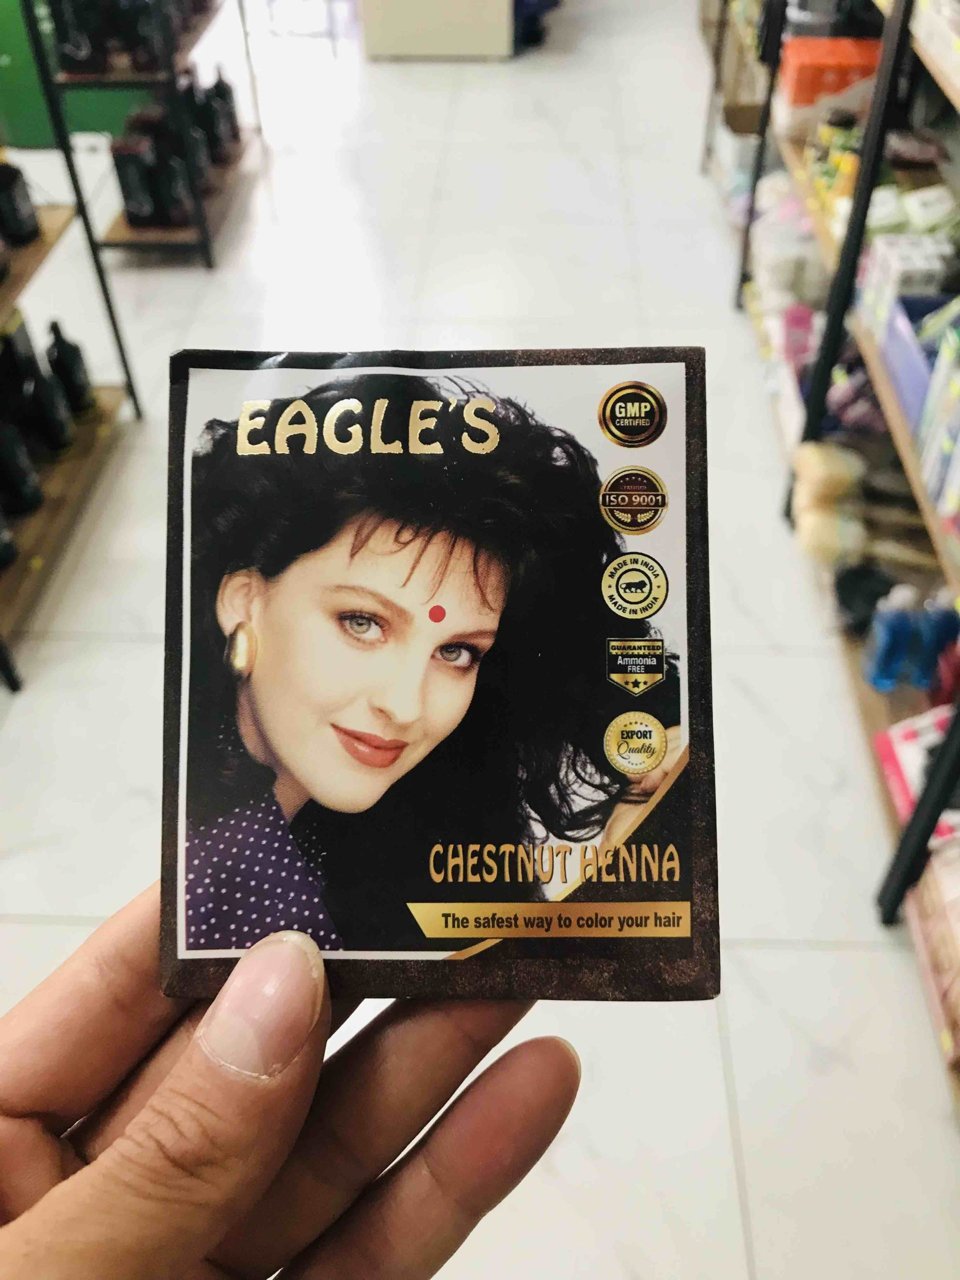 EAGLE'S
GMP
CERTIFIED
CERTIFIED
ISO 9001
MADE IN INDIA
MADE IN INDIA
GUARANTEED
Ammonia
FREE
EXPORT
Quality
CHESTNUT HENNA
The safest way to color your hair